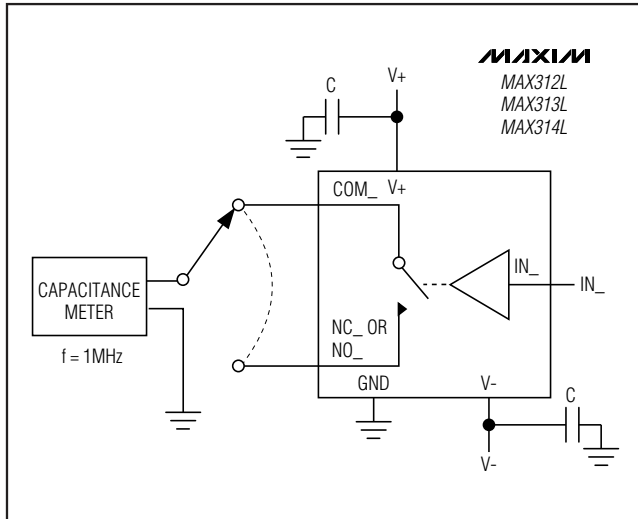 MAXIM
MAX312L
MAX313L
MAX314L
V+
C
COM_
V+
IN_
IN_
CAPACITANCE
METER
f = 1MHz
NC_ OR
NO_
GND
V-
C
V-